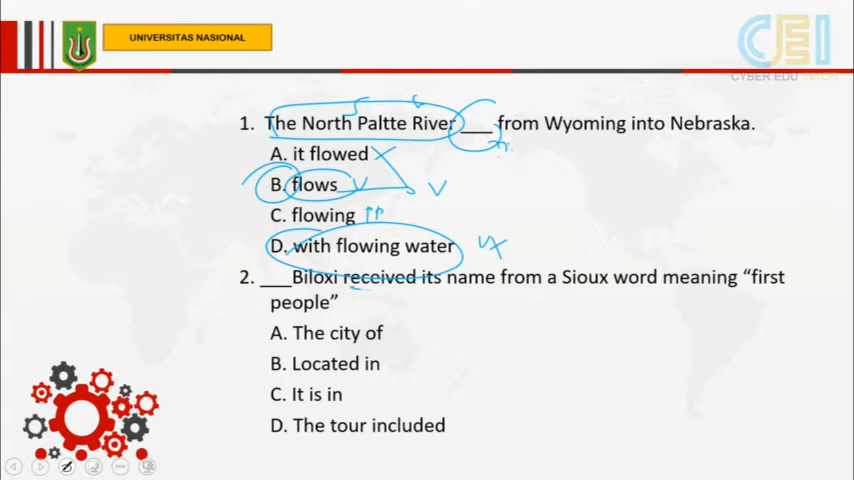 UNIVERSITAS NASIONAL
CEI
CYBER EDU INKOR
1. The North Paltte River ___ from Wyoming into Nebraska.
A. it flowed
B. flows
C. flowing
D. with flowing water
2. ___Biloxi received its name from a Sioux word meaning “first
people”
A. The city of
B. Located in
C. It is in
D. The tour included